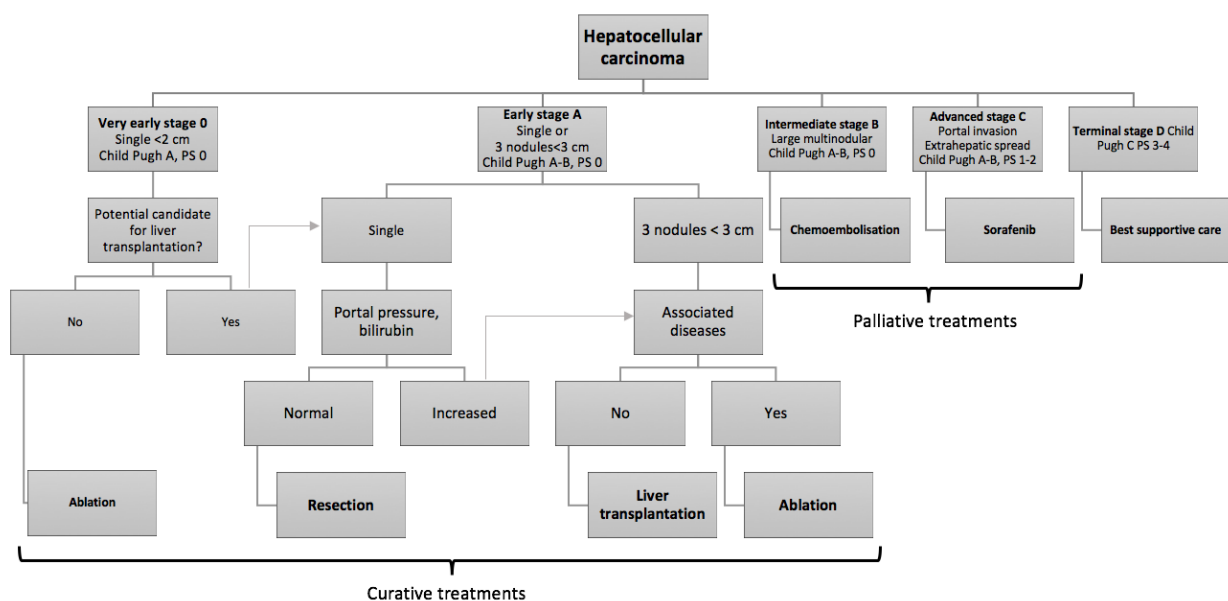 Hepatocellular
carcinoma
Very early stage 0
Single <2 cm
Child Pugh A, PS 0
Early stage A
Single or
3 nodules<3 cm
Child Pugh A-B, PS 0
Intermediate stage B
Large multinodular
Child Pugh A-B, PS 0
Advanced stage C
Portal invasion
Extrahepatic spread
Child Pugh A-B, PS 1-2
Terminal stage D Child
Pugh C PS 3-4
Potential candidate
for liver
transplantation?
Single
3 nodules < 3 cm
Chemoembolisation
Sorafenib
Best supportive care
No
Yes
Portal pressure,
bilirubin
Associated
diseases
Palliative treatments
Normal
Increased
No
Yes
Ablation
Resection
Liver
transplantation
Ablation
Curative treatments